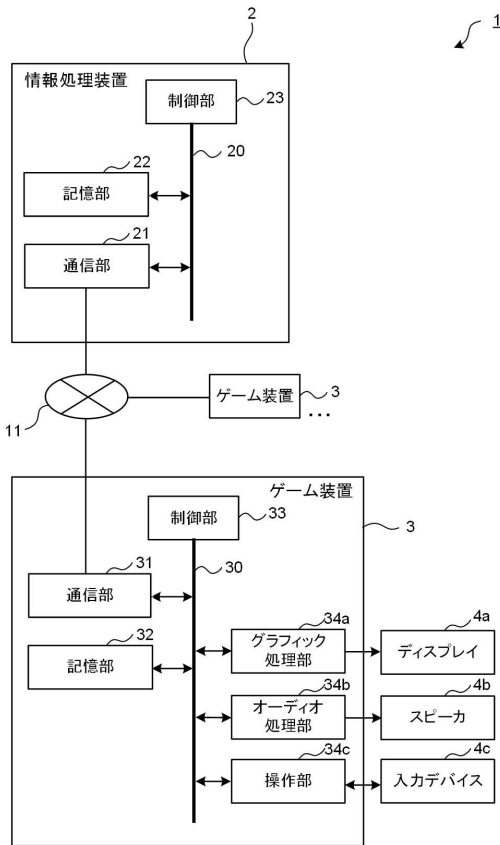 1
2
情報処理装置
制御部
23
20
22
記憶部
21
通信部
ゲーム装置
3
...
11
ゲーム装置
制御部
33
3
31
30
通信部
32
記憶部
34a
グラフィック
処理部
4a
ディスプレイ
34b
オーディオ
処理部
4b
スピーカ
34c
操作部
4c
入力デバイス